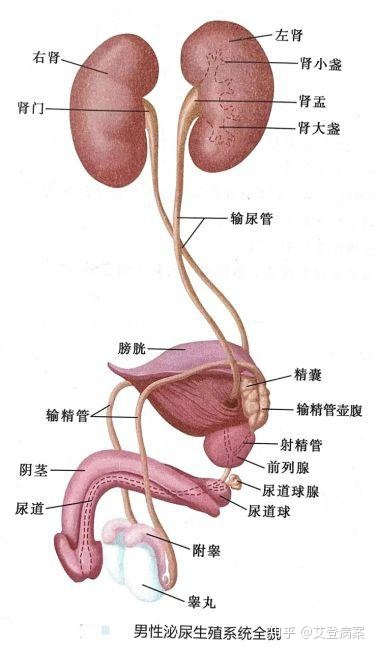 左肾
右肾
肾小盏
肾门
肾盂
肾大盏
输尿管
膀胱
精囊
输精管
输精管壶腹
射精管
阴茎
前列腺
尿道球腺
尿道
尿道球
附睾
睾丸
男性泌尿生殖系统全貌
知乎 @艾登病案